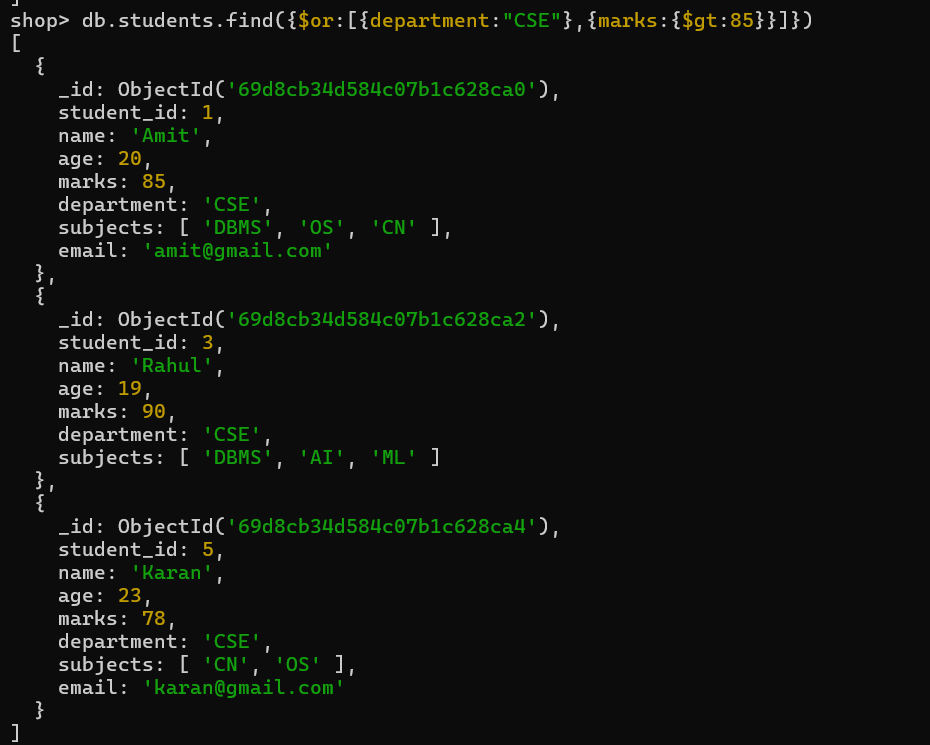 ]
shop> db.students.find({$or:[{department:"CSE"},{marks:{$gt:85}}]})
[
  {
    _id: ObjectId('69d8cb34d584c07b1c628ca0'),
    student_id: 1,
    name: 'Amit',
    age: 20,
    marks: 85,
    department: 'CSE',
    subjects: [ 'DBMS', 'OS', 'CN' ],
    email: 'amit@gmail.com'
  },
  {
    _id: ObjectId('69d8cb34d584c07b1c628ca2'),
    student_id: 3,
    name: 'Rahul',
    age: 19,
    marks: 90,
    department: 'CSE',
    subjects: [ 'DBMS', 'AI', 'ML' ]
  },
  {
    _id: ObjectId('69d8cb34d584c07b1c628ca4'),
    student_id: 5,
    name: 'Karan',
    age: 23,
    marks: 78,
    department: 'CSE',
    subjects: [ 'CN', 'OS' ],
    email: 'karan@gmail.com'
  }
]